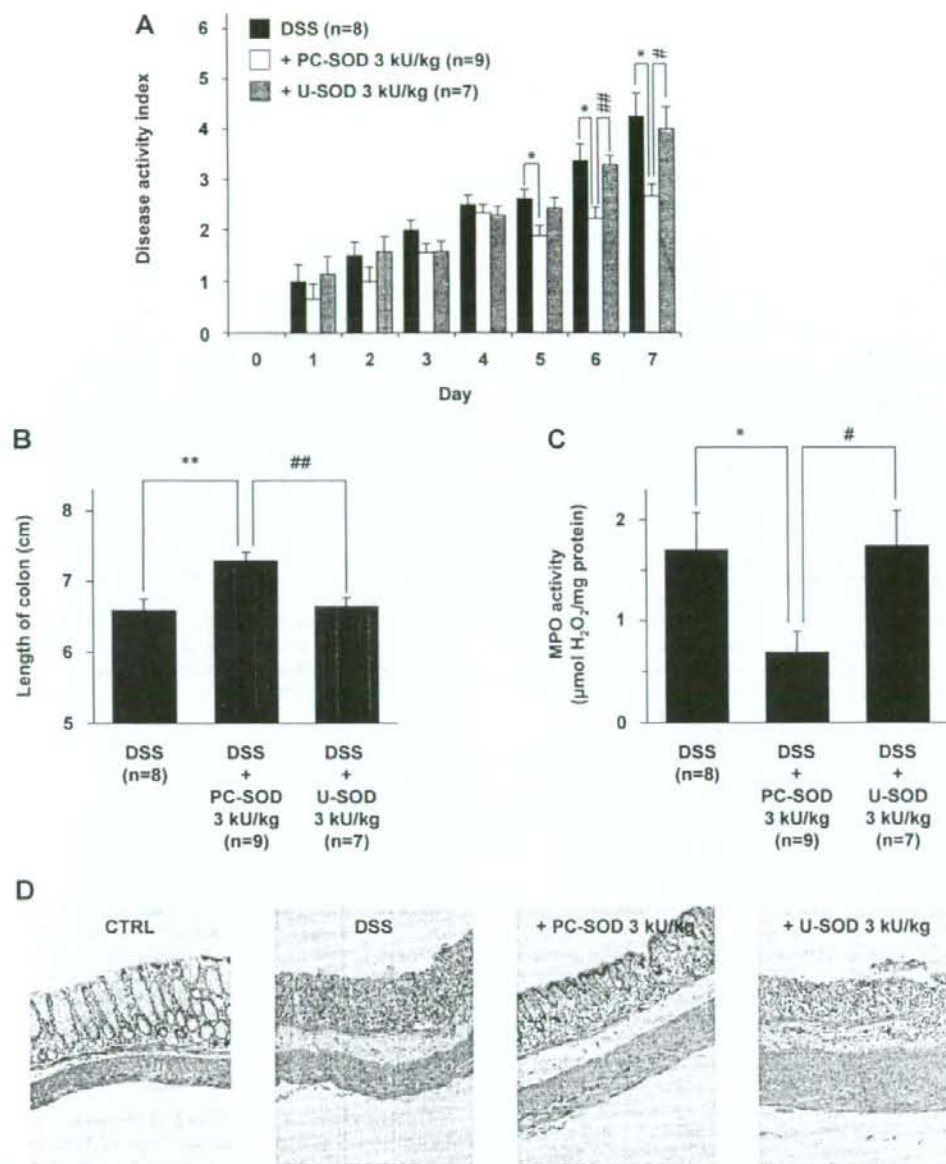 A
DSS (n=8)
+ PC-SOD 3 kU/kg (n=9)
+ U-SOD 3 kU/kg (n=7)
Disease activity index
6
5
4
3
2
1
0
* # 
* ##
*
0 1 2 3 4 5 6 7
Day
B
** ##
Length of colon (cm)
8
7
6
5
DSS
(n=8)
DSS
+
PC-SOD
3 kU/kg
(n=9)
DSS
+
U-SOD
3 kU/kg
(n=7)
C
* #
MPO activity
(μmol H₂O₂/mg protein)
2
1
0
DSS
(n=8)
DSS
+
PC-SOD
3 kU/kg
(n=9)
DSS
+
U-SOD
3 kU/kg
(n=7)
D
CTRL
DSS
+ PC-SOD 3 kU/kg
+ U-SOD 3 kU/kg